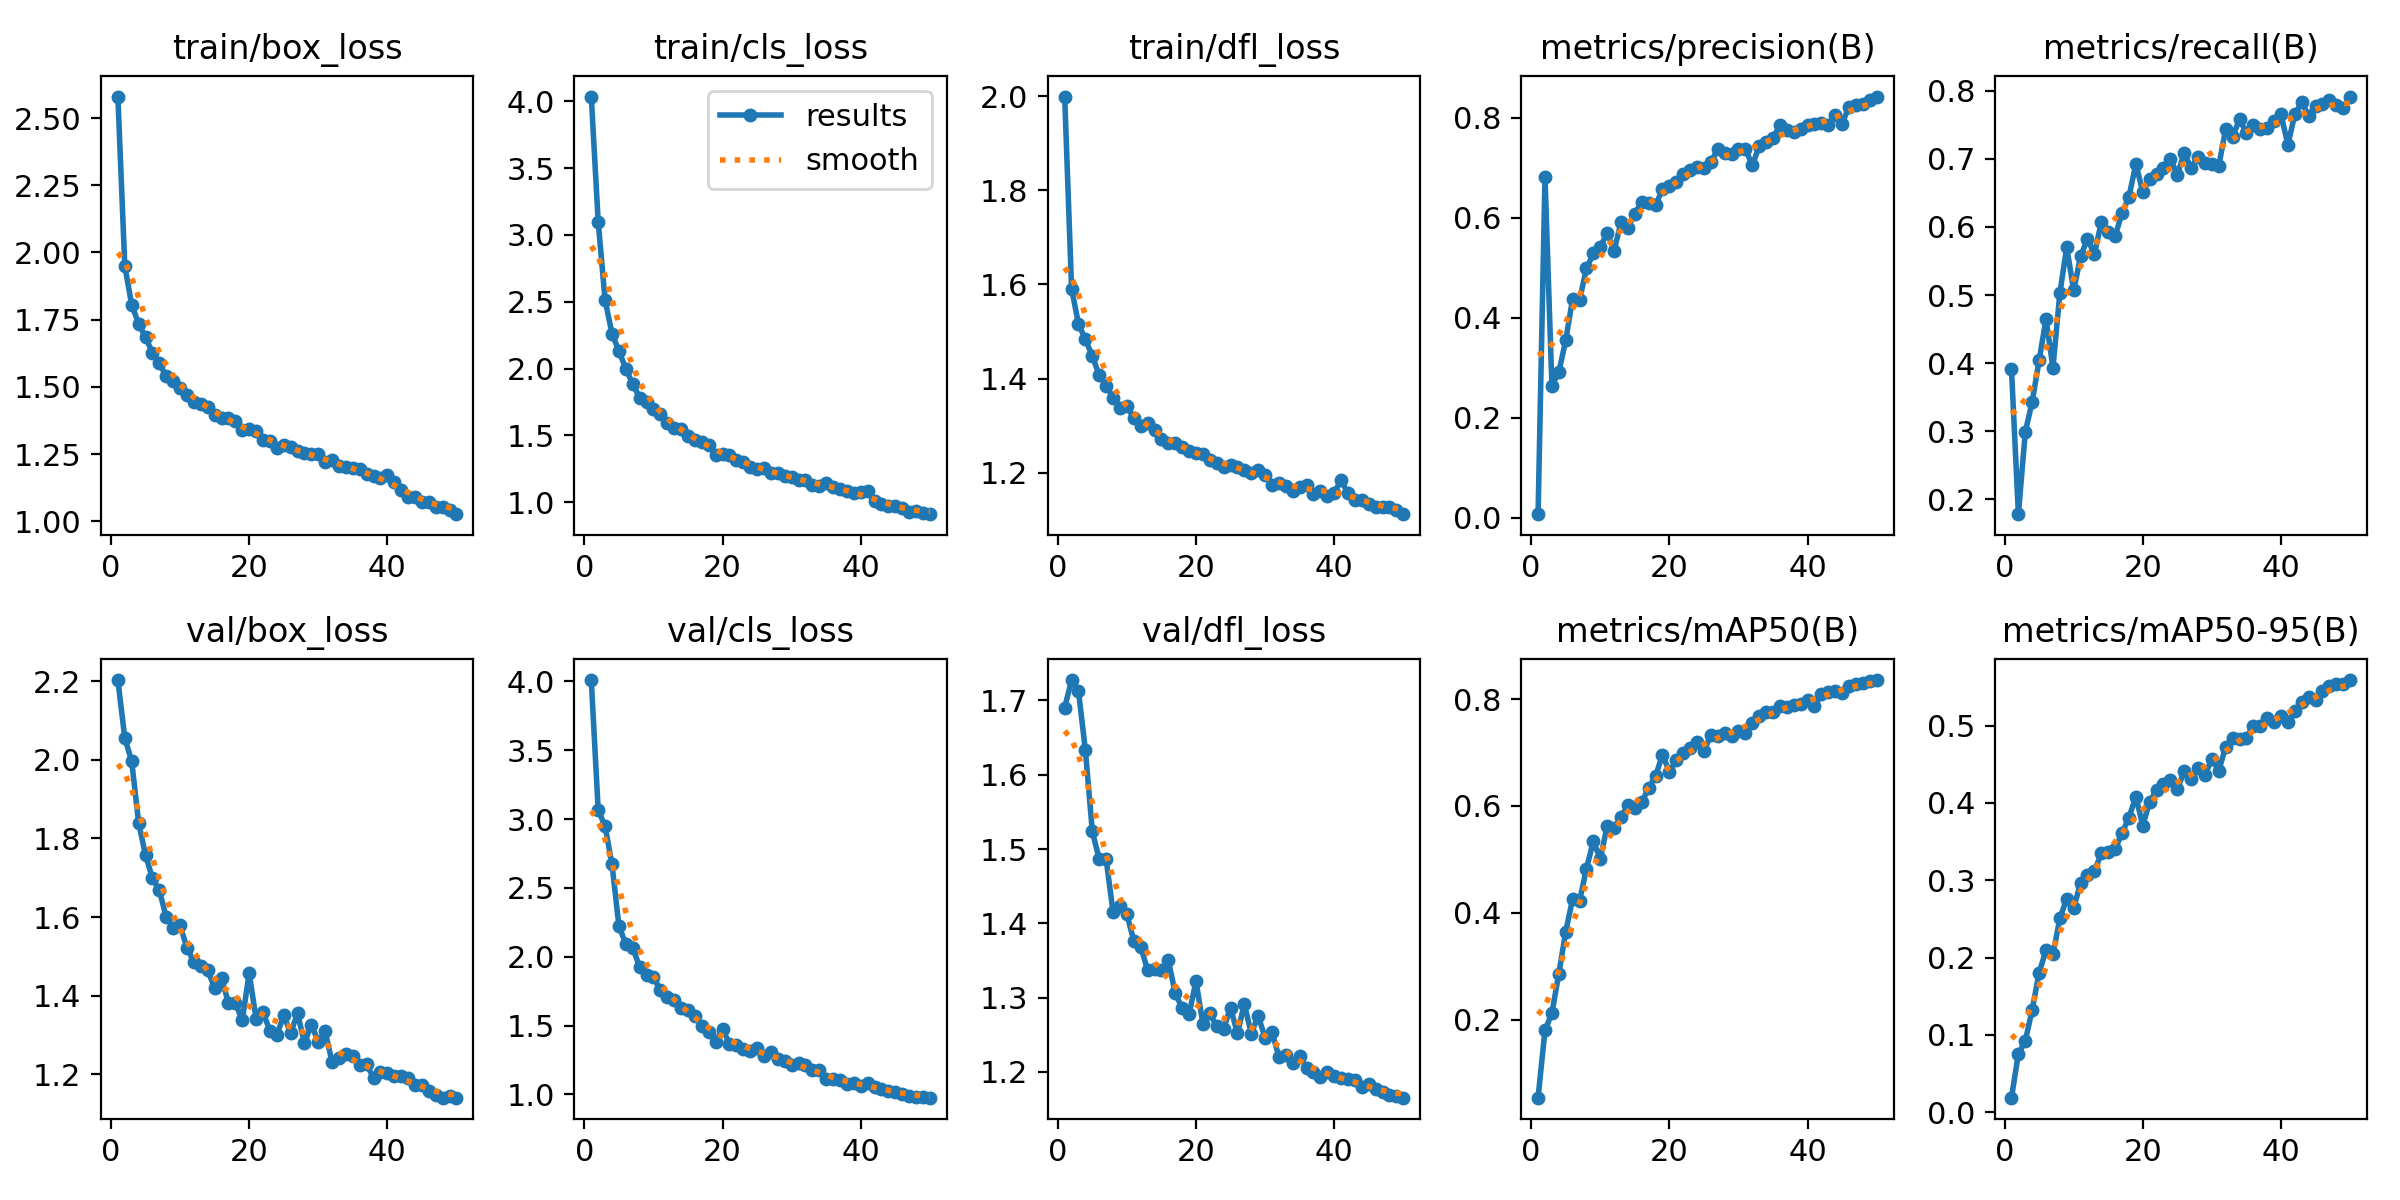 train/box_loss
train/cls_loss
train/dfl_loss
metrics/precision(B)
metrics/recall(B)
2.50
2.25
2.00
1.75
1.50
1.25
1.00
0 20 40
results
smooth
4.0
3.5
3.0
2.5
2.0
1.5
1.0
0 20 40
2.0
1.8
1.6
1.4
1.2
0 20 40
0.8
0.6
0.4
0.2
0.0
0 20 40
0.8
0.7
0.6
0.5
0.4
0.3
0.2
0 20 40
val/box_loss
val/cls_loss
val/dfl_loss
metrics/mAP50(B)
metrics/mAP50-95(B)
2.2
2.0
1.8
1.6
1.4
1.2
0 20 40
4.0
3.5
3.0
2.5
2.0
1.5
1.0
0 20 40
1.7
1.6
1.5
1.4
1.3
1.2
0 20 40
0.8
0.6
0.4
0.2
0 20 40
0.5
0.4
0.3
0.2
0.1
0.0
0 20 40